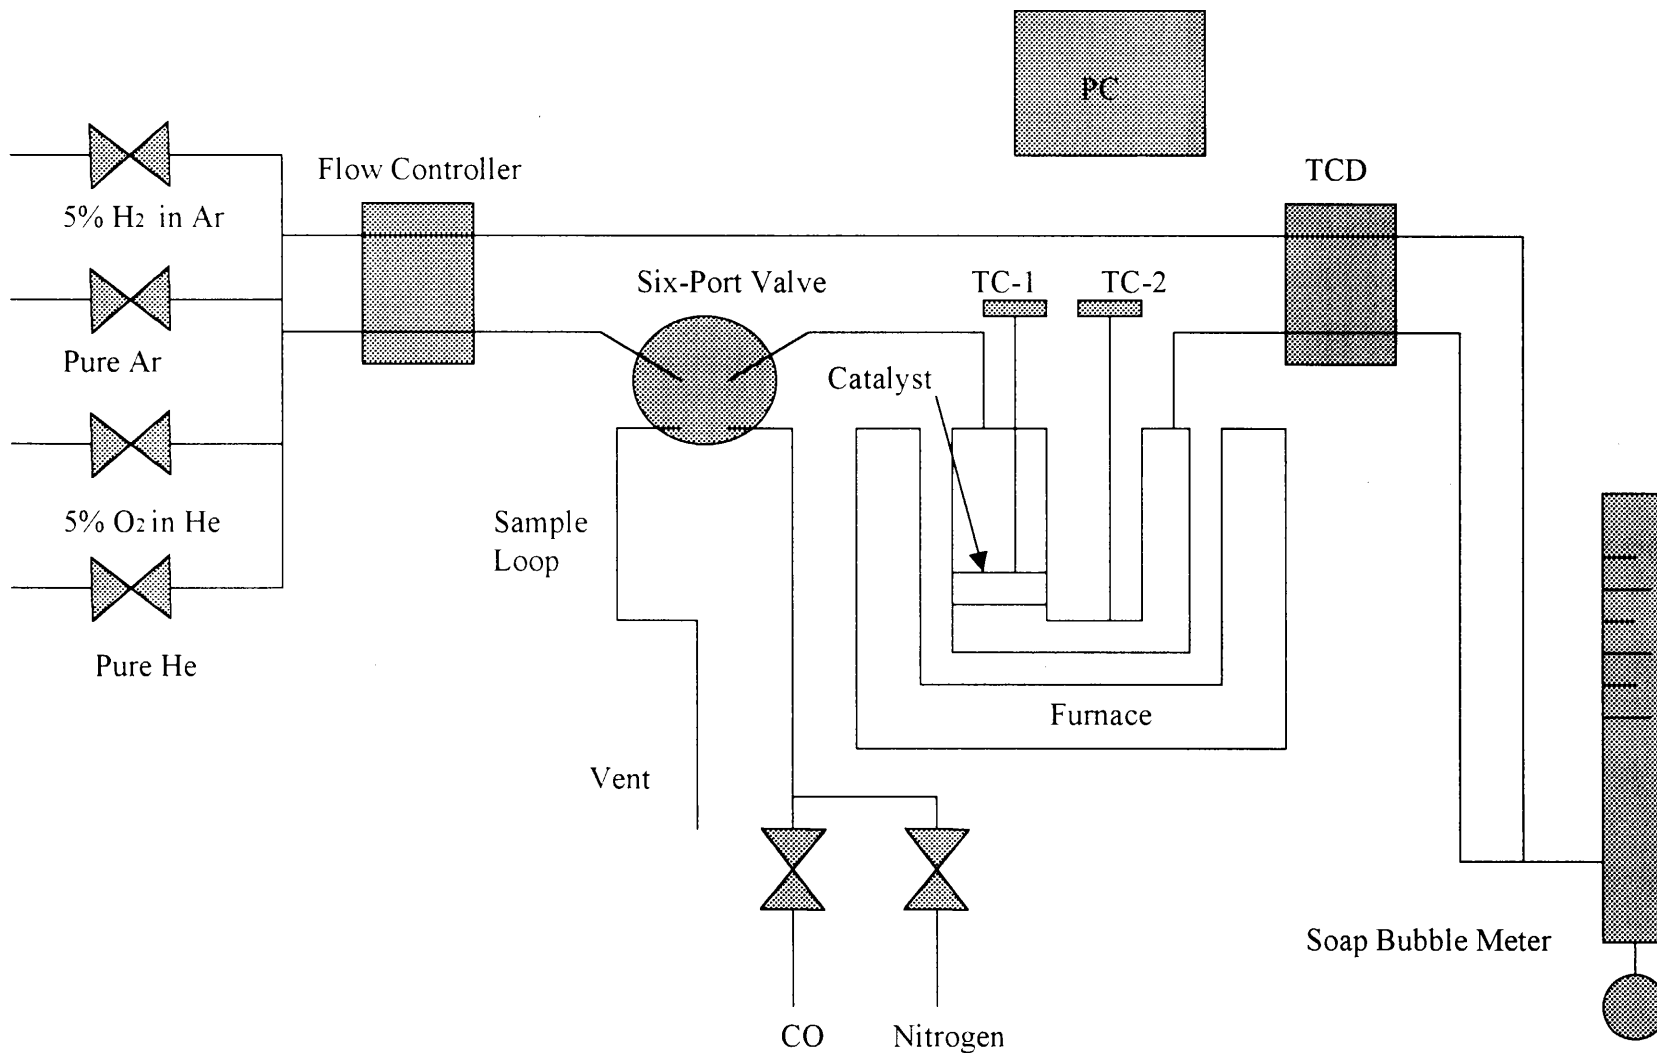 PC
Flow Controller
TCD
5% H2 in Ar
Six-Port Valve
TC-1
TC-2
Pure Ar
Catalyst
5% O2 in He
Sample
Loop
Pure He
Furnace
Vent
Soap Bubble Meter
CO
Nitrogen